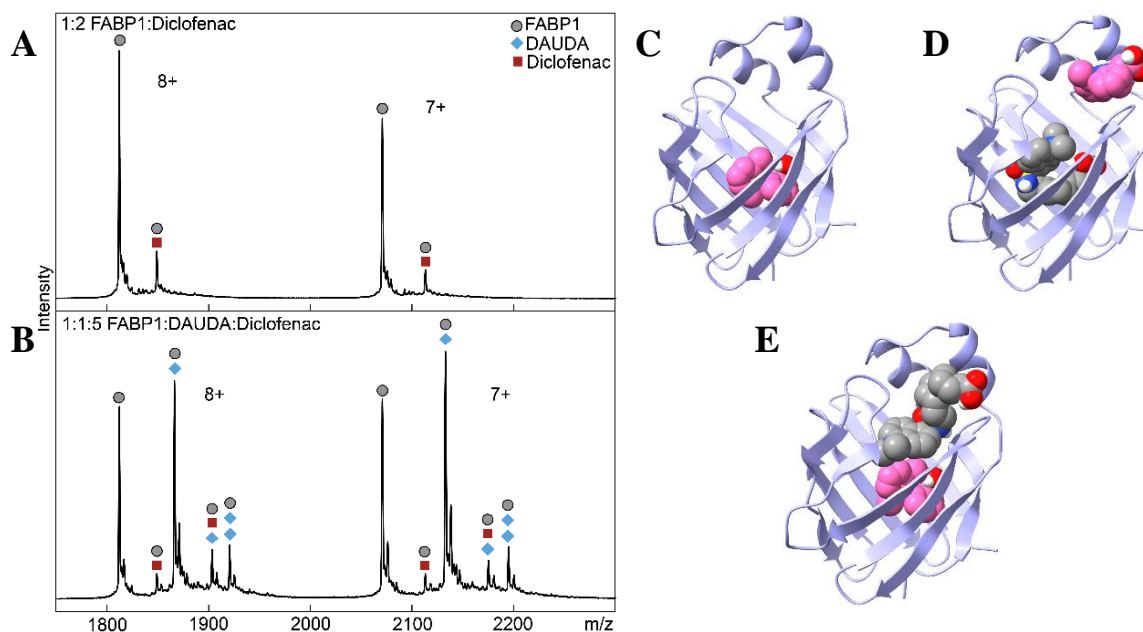 A
1:2 FABP1:Diclofenac
FABP1
DAUDA
Diclofenac
8+
7+
B
1:1:5 FABP1:DAUDA:Diclofenac
8+
7+
Intensity
1800 1900 2000 2100 2200 m/z
C
D
E